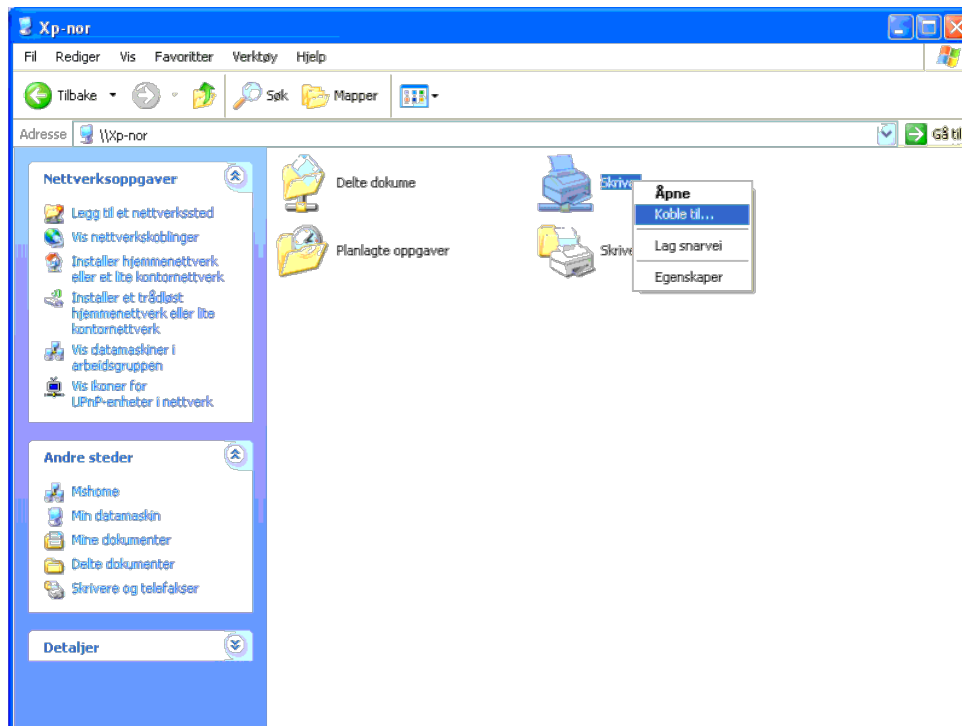 Xp-nor
Fil Rediger Vis Favoritter Verktøy Hjelp
Tilbake Søk Mapper
Adresse \\Xp-nor Gå til
Nettverksoppgaver
Legg til et nettverkssted
Vis nettverkskoblinger
Installer hjemmenettverk
eller et lite kontornettverk
Installer et trådløst
hjemmenettverk eller lite
kontornettverk
Vis datamaskiner i
arbeidsgruppen
Vis ikoner for
UPnP-enheter i nettverk
Andre steder
Mshome
Min datamaskin
Mine dokumenter
Delte dokumenter
Skrivere og telefakser
Detaljer
Delte dokume
Planlagte oppgaver
Åpne
Koble til...
Lag snarvei
Egenskaper